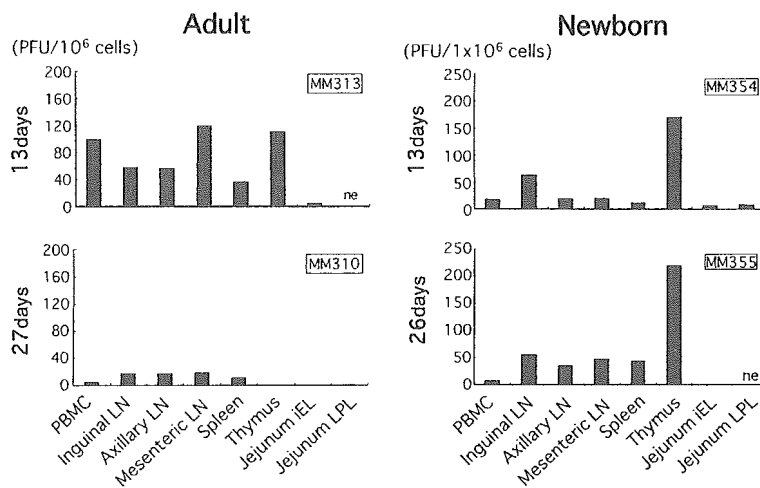 Adult
(PFU/10⁶ cells)
13days
200
160
120
80
40
0
MM313
ne
27days
200
160
120
80
40
0
MM310
PBMC
Inguinal LN
Axillary LN
Mesenteric LN
Spleen
Thymus
Jejunum iEL
Jejunum LPL
Newborn
(PFU/1x10⁶ cells)
13days
250
200
150
100
50
0
MM354
26days
250
200
150
100
50
0
MM355
ne
PBMC
Inguinal LN
Axillary LN
Mesenteric LN
Spleen
Thymus
Jejunum iEL
Jejunum LPL